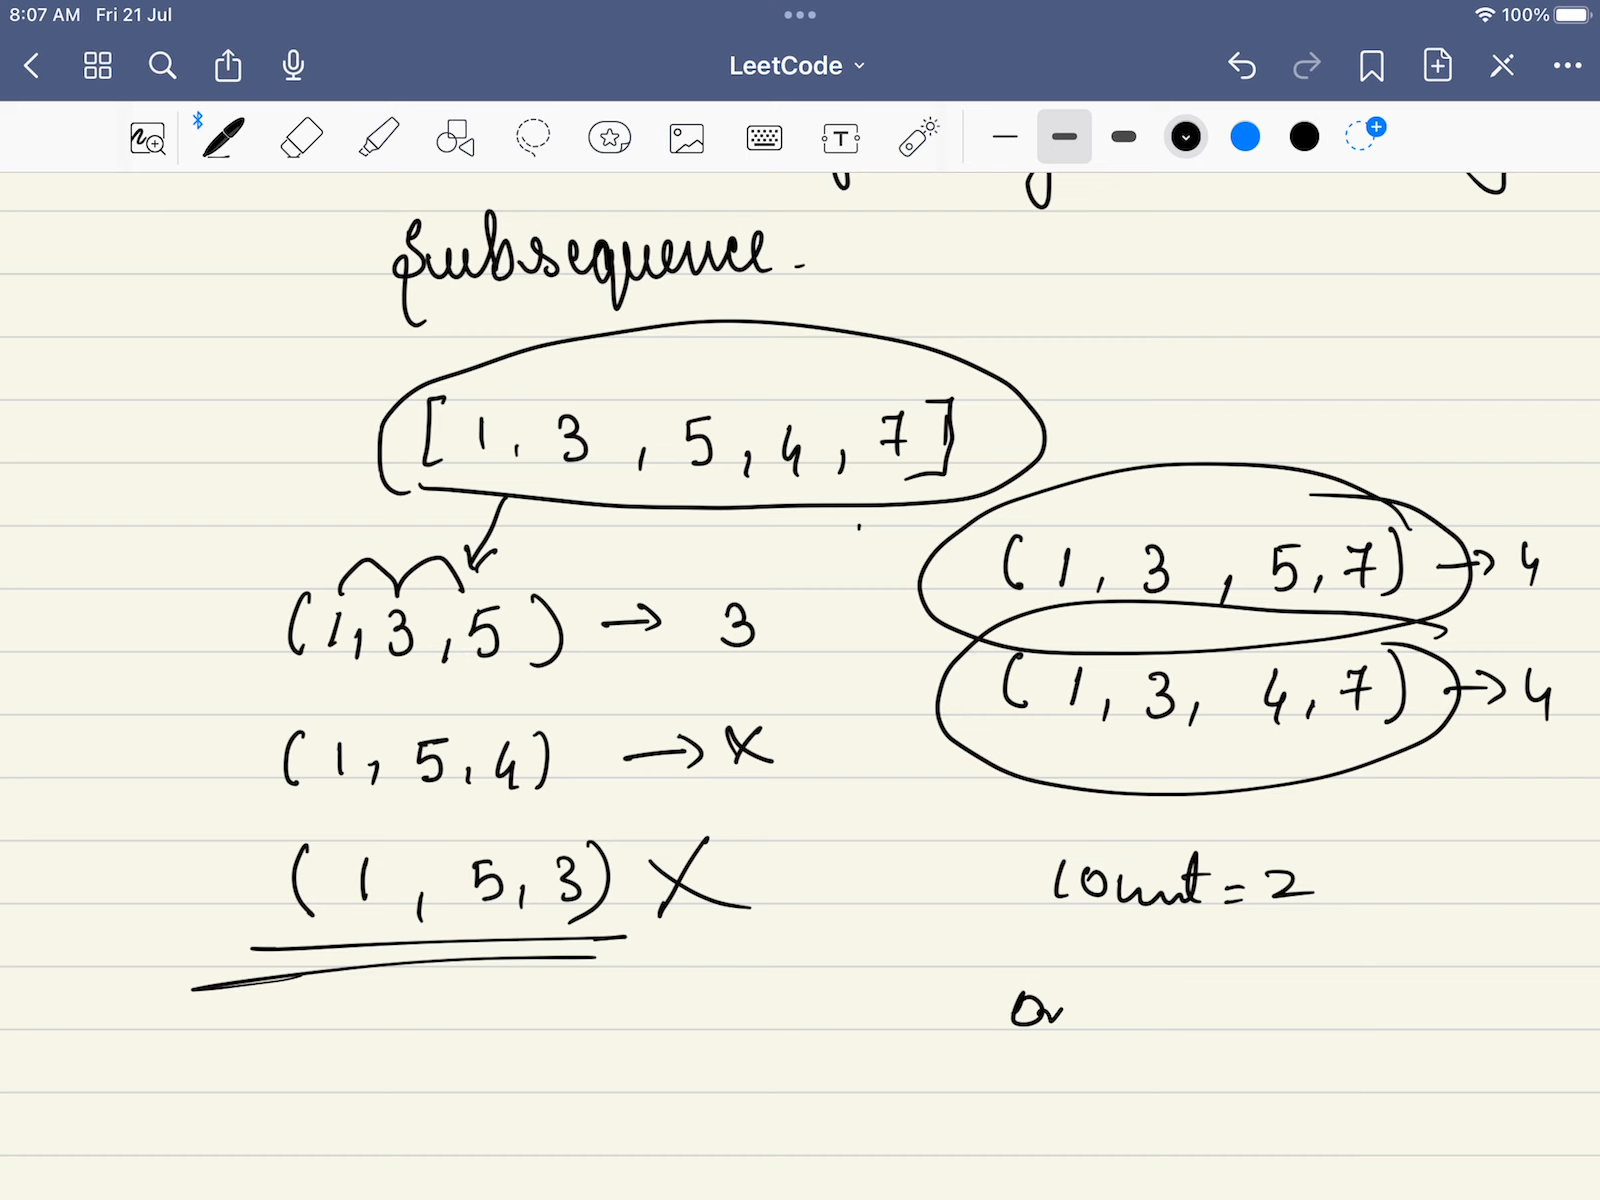 8:07 AM Fri 21 Jul
100%
LeetCode
T
Subsequence.
[1, 3, 5, 4, 7]
(1, 3, 5) → 3
(1, 5, 4) → X
(1, 5, 3) X
(1, 3, 5, 7) → 4
(1, 3, 4, 7) → 4
count = 2